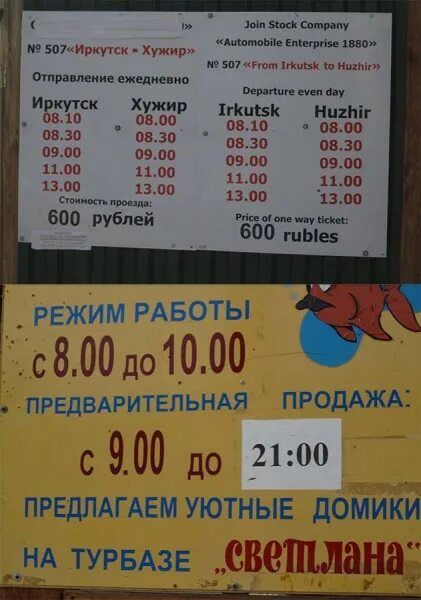 № 507 «Иркутск - Хужир»
Отправление ежедневно
Иркутск Хужир
08.10 08.00
08.30 08.30
09.00 09.00
11.00 11.00
13.00 13.00
Стоимость проезда:
600 рублей
Join Stock Company
«Automobile Enterprise 1880»
№ 507 «From Irkutsk to Huzhir»
Departure even day
Irkutsk Huzhir
08.10 08.00
08.30 08.30
09.00 09.00
11.00 11.00
13.00 13.00
Price of one way ticket:
600 rubles
РЕЖИМ РАБОТЫ
с 8.00 до 10.00
ПРЕДВАРИТЕЛЬНАЯ ПРОДАЖА:
с 9.00 до 21:00
ПРЕДЛАГАЕМ УЮТНЫЕ ДОМИКИ
НА ТУРБАЗЕ „Светлана"